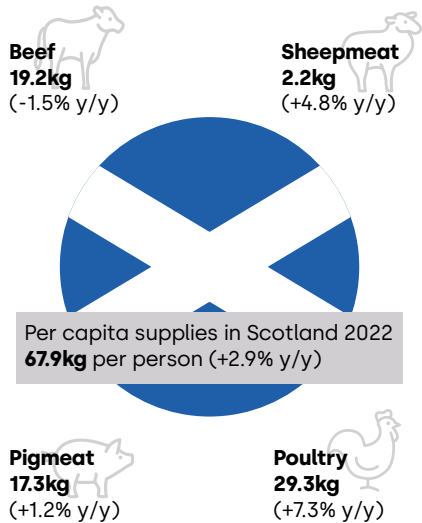 Beef
19.2kg
(-1.5% y/y)
Sheepmeat
2.2kg
(+4.8% y/y)
Per capita supplies in Scotland 2022
67.9kg per person (+2.9% y/y)
Pigmeat
17.3kg
(+1.2% y/y)
Poultry
29.3kg
(+7.3% y/y)